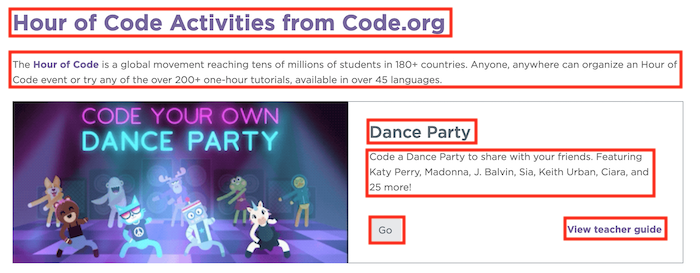 Hour of Code Activities from Code.org
The Hour of Code is a global movement reaching tens of millions of students in 180+ countries. Anyone, anywhere can organize an Hour of
Code event or try any of the over 200+ one-hour tutorials, available in over 45 languages.
CODE YOUR OWN
DANCE PARTY
Dance Party
Code a Dance Party to share with your friends. Featuring
Katy Perry, Madonna, J. Balvin, Sia, Keith Urban, Ciara, and
25 more!
Go
View teacher guide